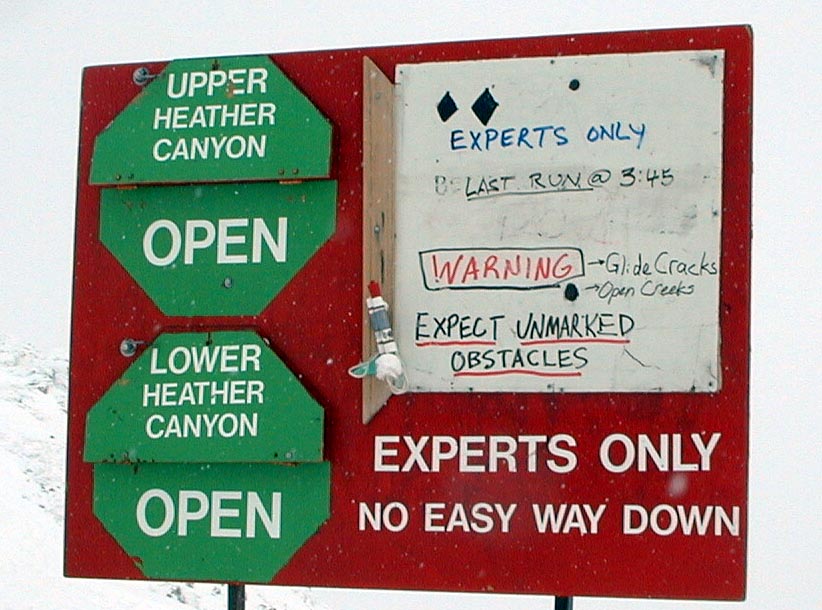 UPPER
HEATHER
CANYON
OPEN
LOWER
HEATHER
CANYON
OPEN
EXPERTS ONLY
LAST RUN @ 3:45
WARNING → Glide Cracks
→ Open Creeks
EXPECT UNMARKED
OBSTACLES
EXPERTS ONLY
NO EASY WAY DOWN